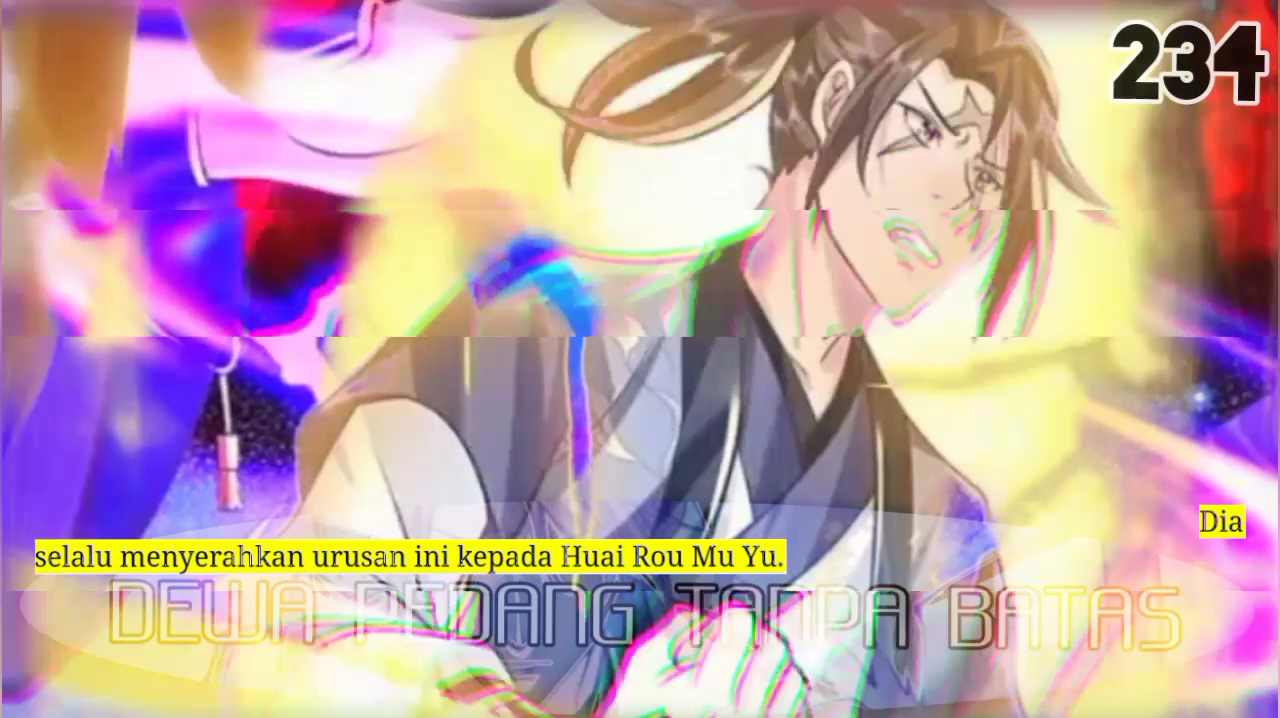 234
Dia
selalu menyerahkan urusan ini kepada Huai Rou Mu Yu.
DEWA PEDANG TANPA BATAS